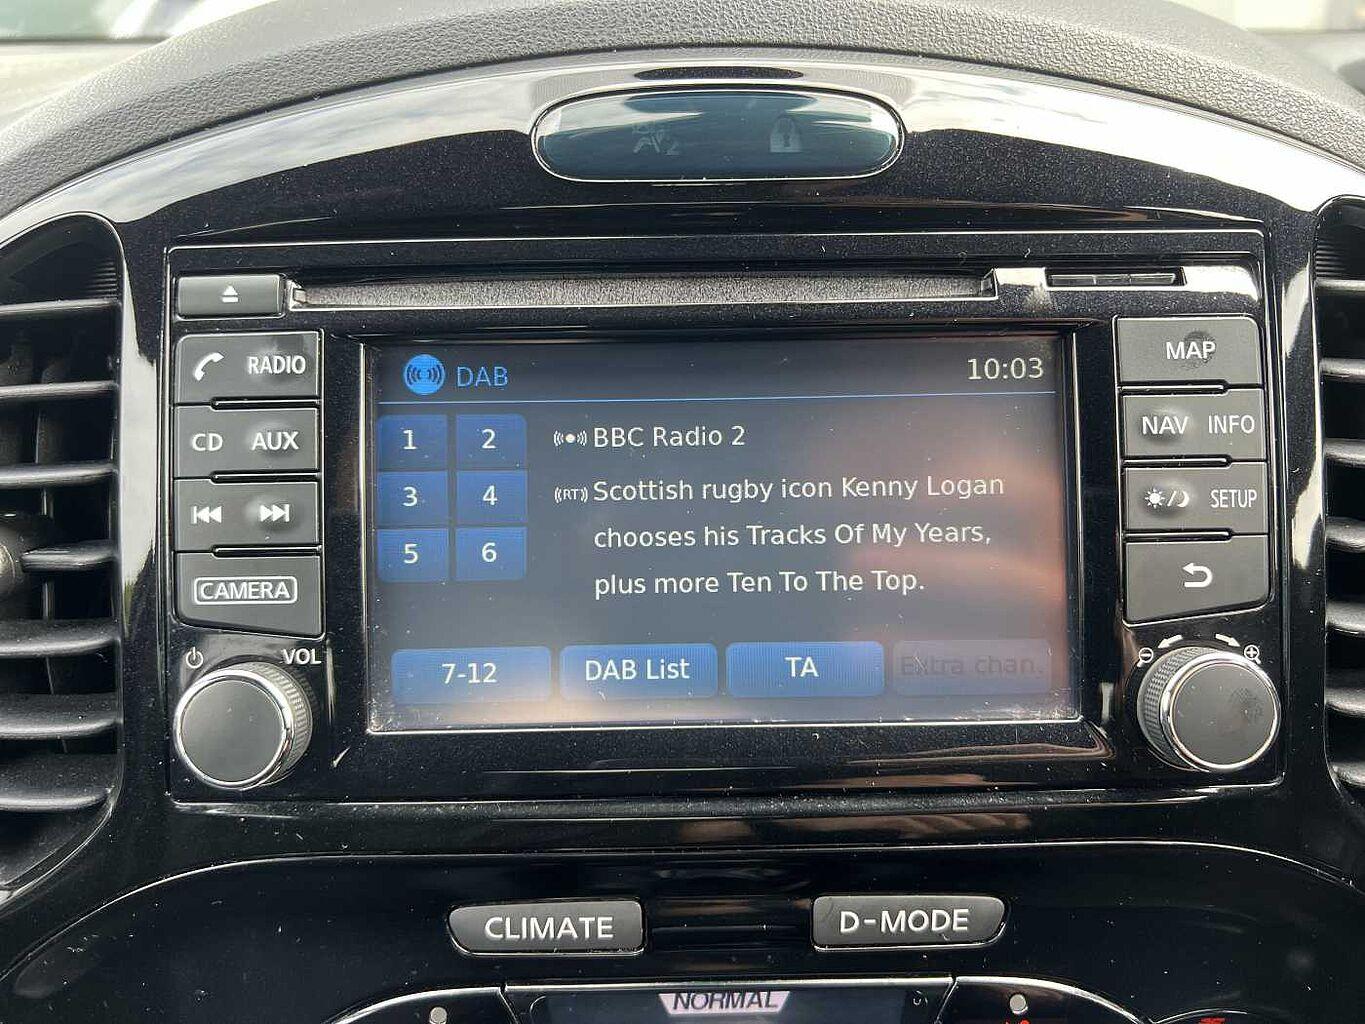 RADIO
CD AUX
CAMERA
VOL
DAB
10:03
1 2
3 4
5 6
BBC Radio 2
((RT)) Scottish rugby icon Kenny Logan
chooses his Tracks Of My Years,
plus more Ten To The Top.
7-12
DAB List
TA
Extra chan.
MAP
NAV INFO
SETUP
CLIMATE
D-MODE
NORMAL